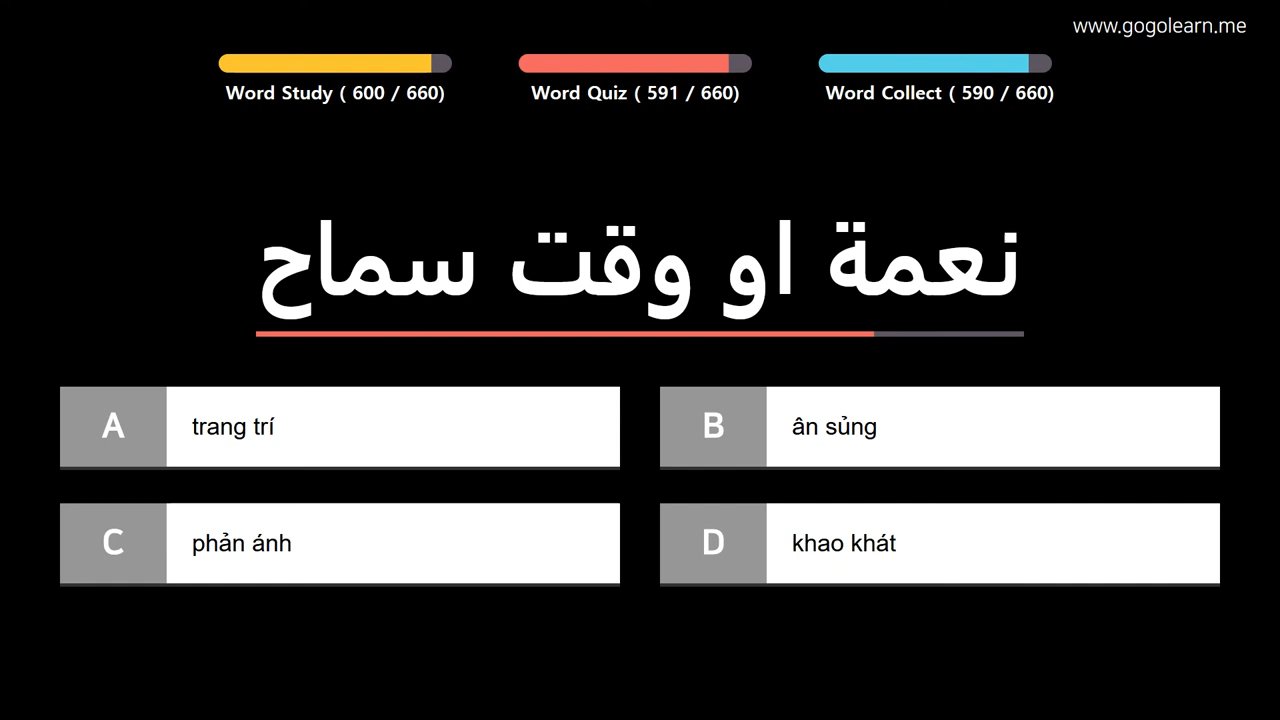 www.gogolearn.me
Word Study ( 600 / 660)
Word Quiz ( 591 / 660)
Word Collect ( 590 / 660)
نعمة او وقت سماح
A
trang trí
B
ân sủng
C
phản ánh
D
khao khát